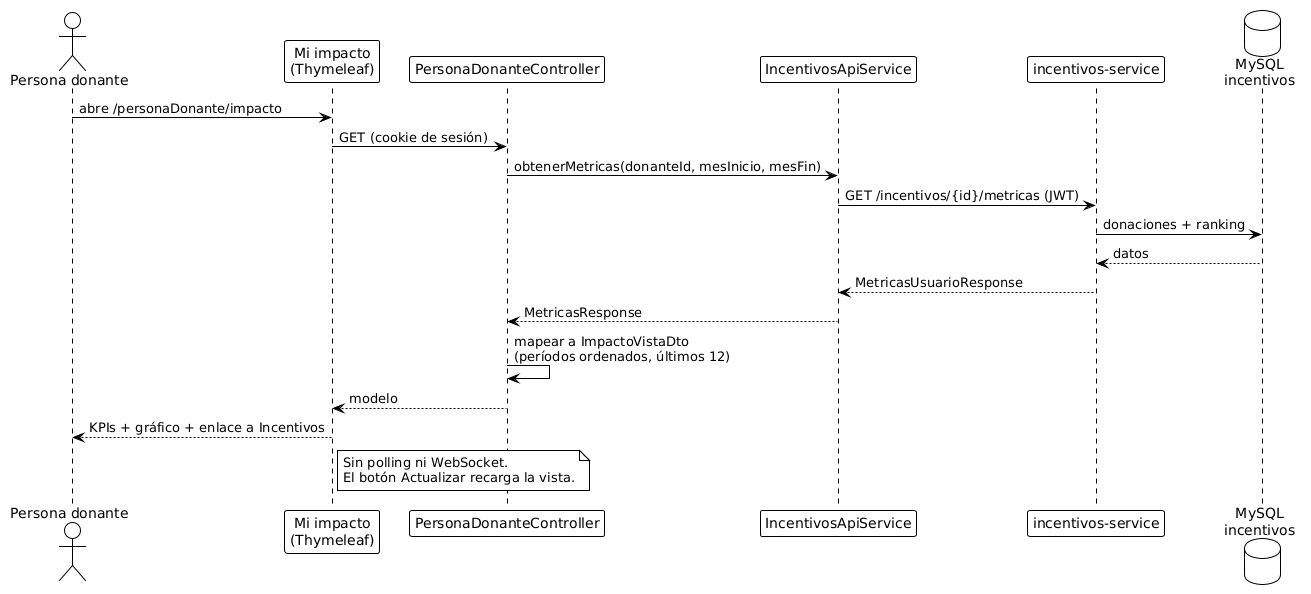 Persona donante
Mi impacto
(Thymeleaf)
PersonaDonanteController
IncentivosApiService
incentivos-service
MySQL
incentivos
abre /personaDonante/impacto
GET (cookie de sesión)
obtenerMetricas(donanteId, mesInicio, mesFin)
GET /incentivos/{id}/metricas (JWT)
donaciones + ranking
datos
MetricasUsuarioResponse
MetricasResponse
mapear a ImpactoVistaDto
(períodos ordenados, últimos 12)
modelo
KPIs + gráfico + enlace a Incentivos
Sin polling ni WebSocket.
El botón Actualizar recarga la vista.
Persona donante
Mi impacto
(Thymeleaf)
PersonaDonanteController
IncentivosApiService
incentivos-service
MySQL
incentivos